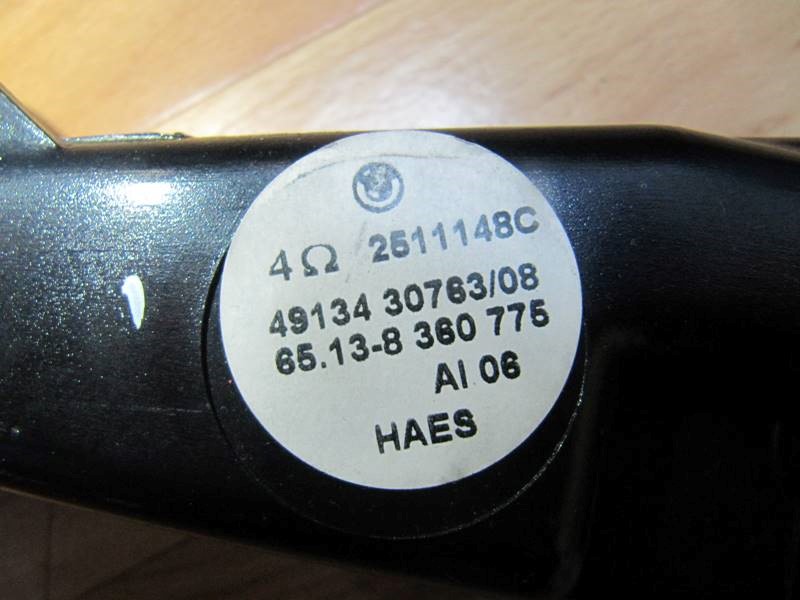 4Ω 2511148C
49134 30763/08
65.13-8 360 775
AI 06
HAES